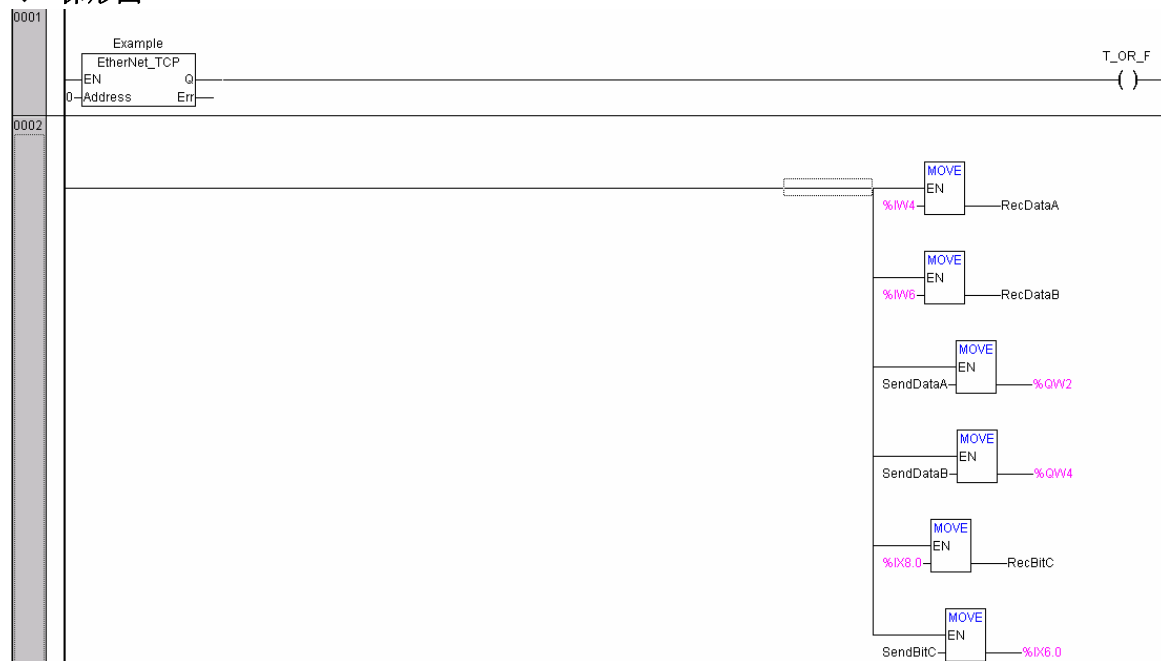 0001
Example
EtherNet_TCP
EN Q
0 Address Err
T_OR_F
( )
0002
MOVE
EN
%IW4 RecDataA
MOVE
EN
%IW6 RecDataB
MOVE
EN
SendDataA %QW2
MOVE
EN
SendDataB %QW4
MOVE
EN
%IX8.0 RecBitC
MOVE
EN
SendBitC %IX6.0